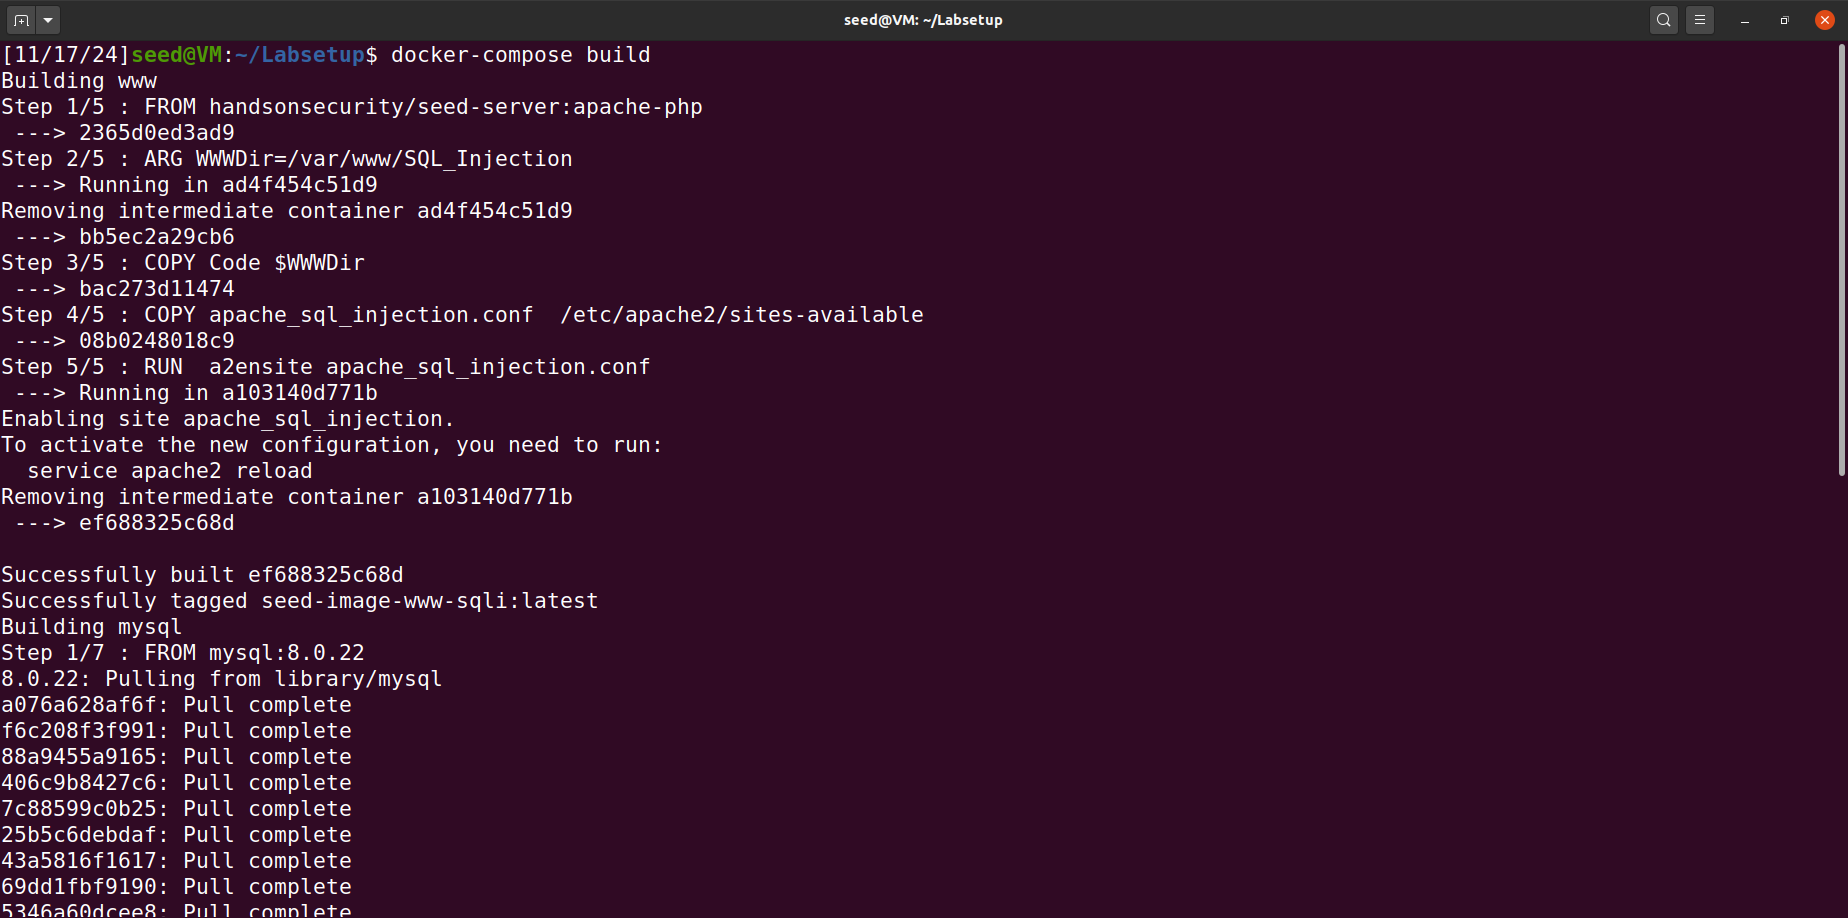 seed@VM: ~/Labsetup
[11/17/24]seed@VM:~/Labsetup$ docker-compose build
Building www
Step 1/5 : FROM handsonsecurity/seed-server:apache-php
 ---> 2365d0ed3ad9
Step 2/5 : ARG WWWDir=/var/www/SQL_Injection
 ---> Running in ad4f454c51d9
Removing intermediate container ad4f454c51d9
 ---> bb5ec2a29cb6
Step 3/5 : COPY Code $WWWDir
 ---> bac273d11474
Step 4/5 : COPY apache_sql_injection.conf  /etc/apache2/sites-available
 ---> 08b0248018c9
Step 5/5 : RUN  a2ensite apache_sql_injection.conf
 ---> Running in a103140d771b
Enabling site apache_sql_injection.
To activate the new configuration, you need to run:
  service apache2 reload
Removing intermediate container a103140d771b
 ---> ef688325c68d

Successfully built ef688325c68d
Successfully tagged seed-image-www-sqli:latest
Building mysql
Step 1/7 : FROM mysql:8.0.22
8.0.22: Pulling from library/mysql
a076a628af6f: Pull complete
f6c208f3f991: Pull complete
88a9455a9165: Pull complete
406c9b8427c6: Pull complete
7c88599c0b25: Pull complete
25b5c6debdaf: Pull complete
43a5816f1617: Pull complete
69dd1fbf9190: Pull complete
5346a60dcee8: Pull complete